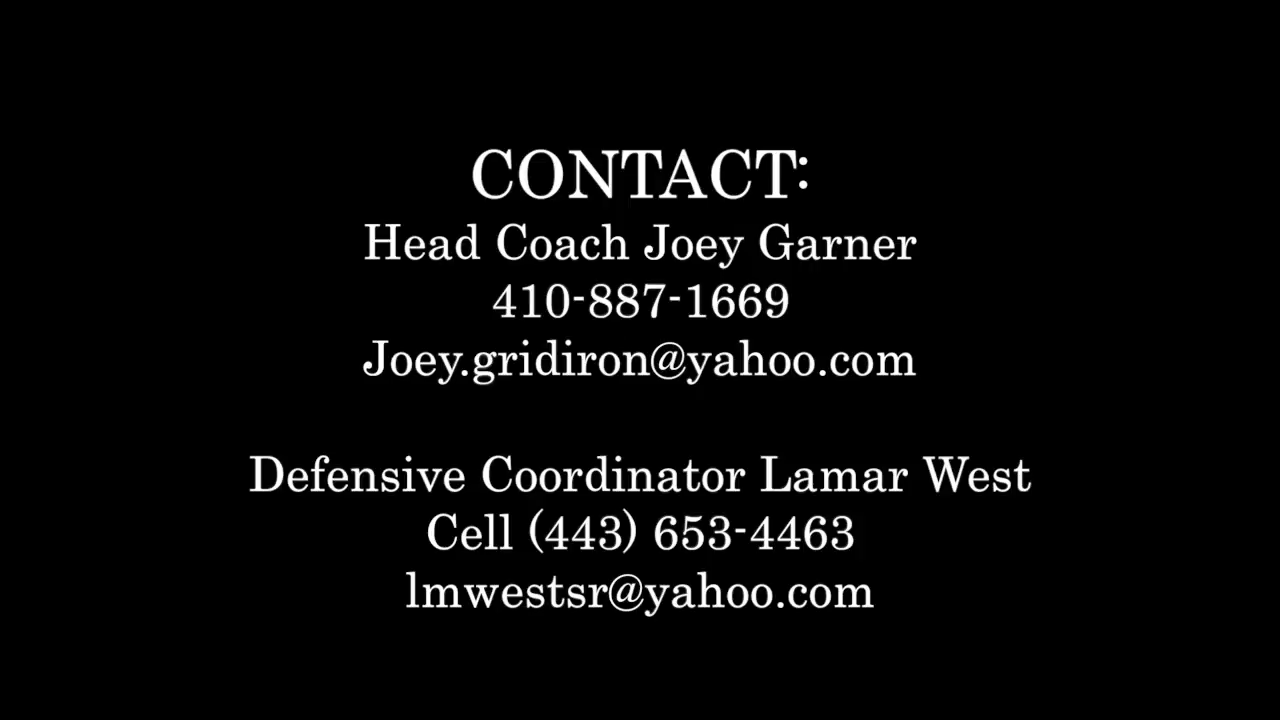 CONTACT:
Head Coach Joey Garner
410-887-1669
Joey.gridiron@yahoo.com
Defensive Coordinator Lamar West
Cell (443) 653-4463
lmwestsr@yahoo.com